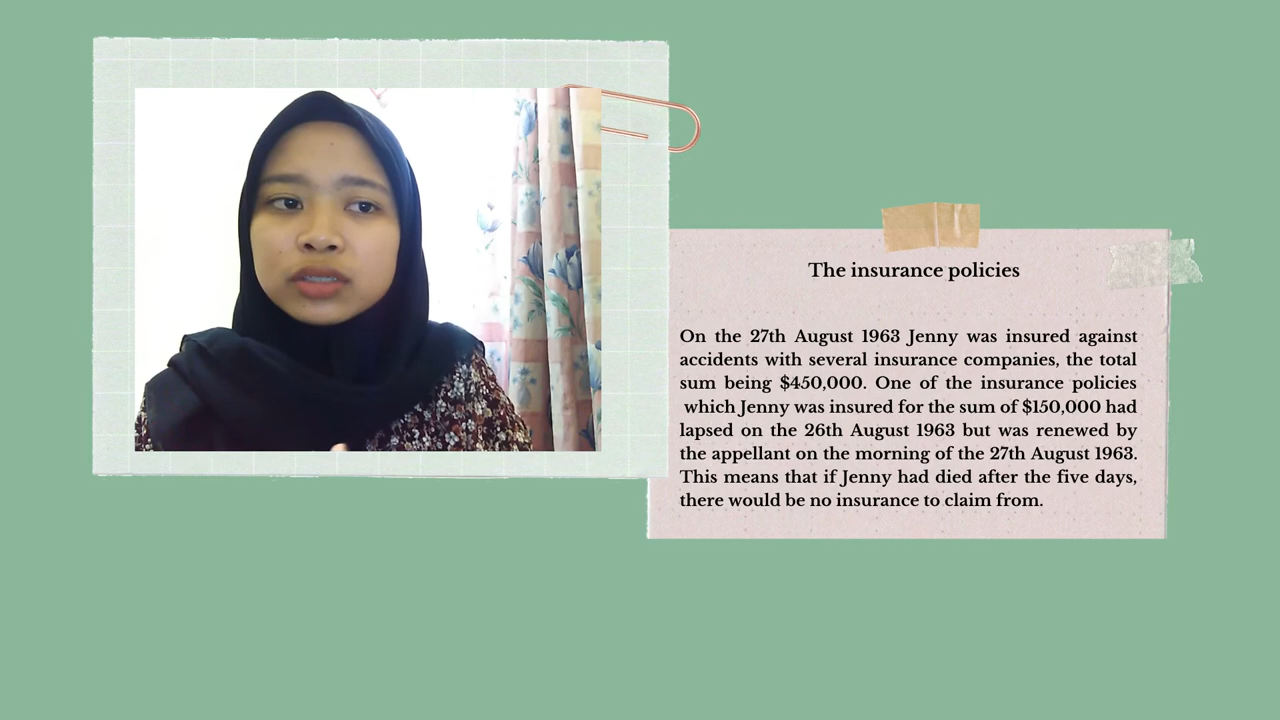 The insurance policies
On the 27th August 1963 Jenny was insured against
accidents with several insurance companies, the total
sum being $450,000. One of the insurance policies
which Jenny was insured for the sum of $150,000 had
lapsed on the 26th August 1963 but was renewed by
the appellant on the morning of the 27th August 1963.
This means that if Jenny had died after the five days,
there would be no insurance to claim from.